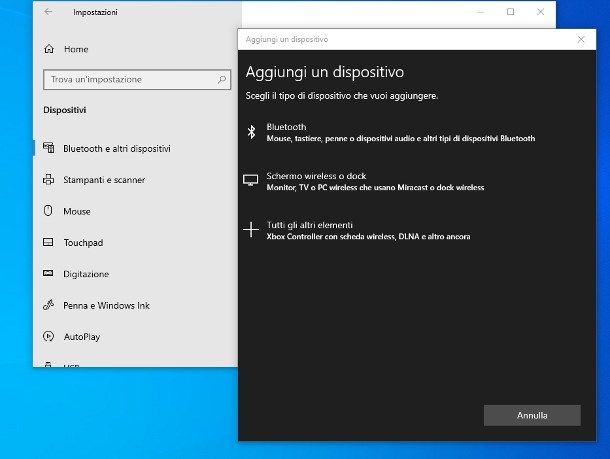 Impostazioni
Home
Trova un'impostazione
Dispositivi
Bluetooth e altri dispositivi
Stampanti e scanner
Mouse
Touchpad
Digitazione
Penna e Windows Ink
AutoPlay
USB
Aggiungi un dispositivo
Aggiungi un dispositivo
Scegli il tipo di dispositivo che vuoi aggiungere.
Bluetooth
Mouse, tastiere, penne o dispositivi audio e altri tipi di dispositivi Bluetooth
Schermo wireless o dock
Monitor, TV o PC wireless che usano Miracast o dock wireless
Tutti gli altri elementi
Xbox Controller con scheda wireless, DLNA e altro ancora
Annulla